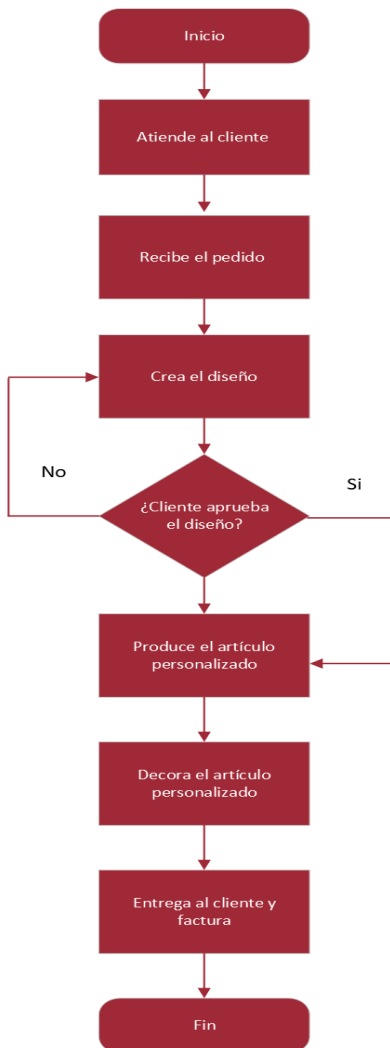 Inicio
Atiende al cliente
Recibe el pedido
Crea el diseño
No
Si
¿Cliente aprueba
el diseño?
Produce el artículo
personalizado
Decora el artículo
personalizado
Entrega al cliente y
factura
Fin